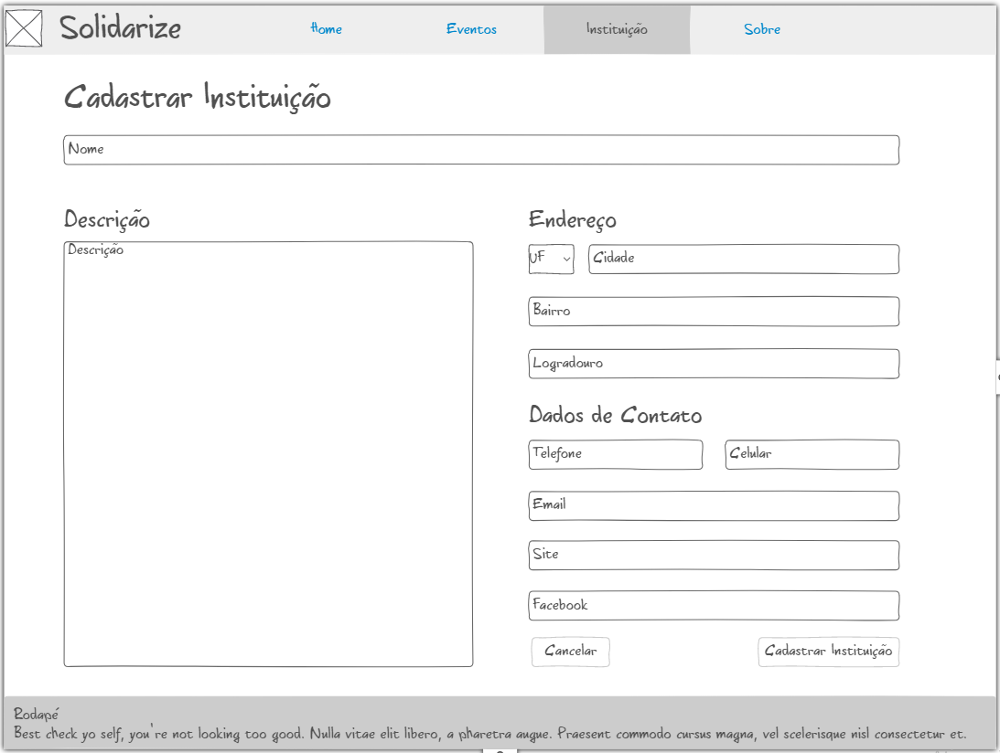 Solidarize Home Eventos Instituição Sobre
Cadastrar Instituição
Nome
Descrição
Descrição
Endereço
UF Cidade
Bairro
Logradouro
Dados de Contato
Telefone Celular
Email
Site
Facebook
Cancelar Cadastrar Instituição
Rodapé
Best check yo self, you're not looking too good. Nulla vitae elit libero, a pharetra augue. Praesent commodo cursus magna, vel scelerisque nisl consectetur et.